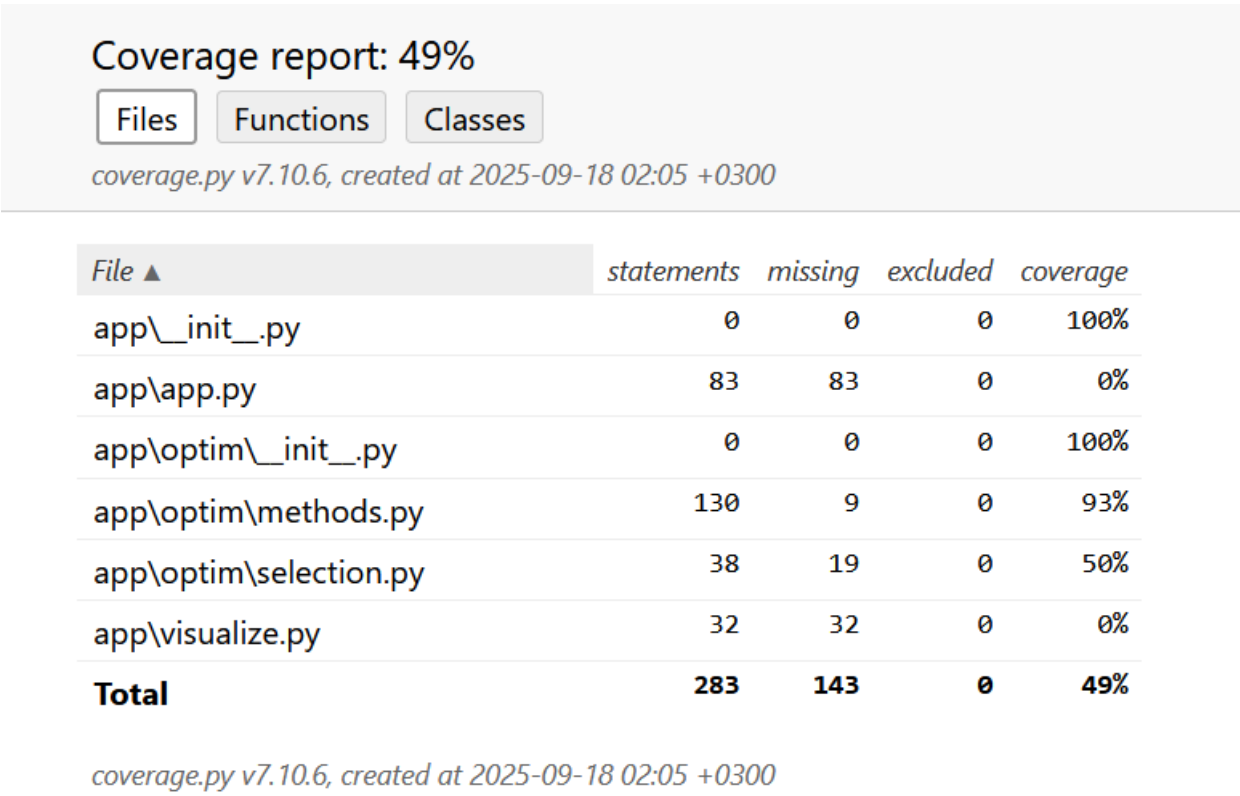 Coverage report: 49%
Files Functions Classes
coverage.py v7.10.6, created at 2025-09-18 02:05 +0300
File ▲ statements missing excluded coverage
app\__init__.py 0 0 0 100%
app\app.py 83 83 0 0%
app\optim\__init__.py 0 0 0 100%
app\optim\methods.py 130 9 0 93%
app\optim\selection.py 38 19 0 50%
app\visualize.py 32 32 0 0%
Total 283 143 0 49%
coverage.py v7.10.6, created at 2025-09-18 02:05 +0300